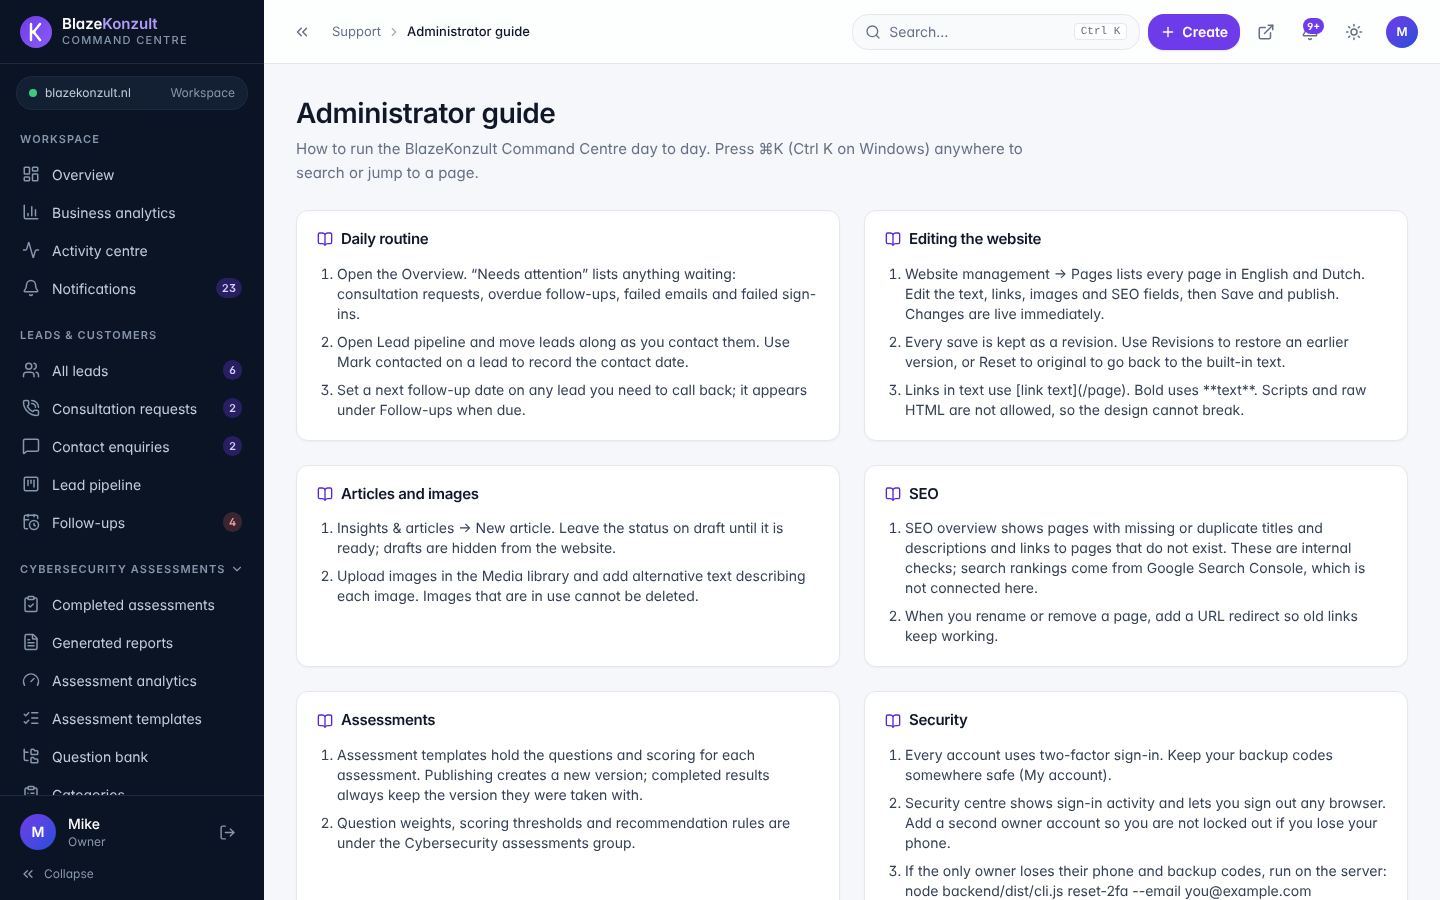 BlazeKonzult
COMMAND CENTRE
blazekonzult.nl Workspace
WORKSPACE
Overview
Business analytics
Activity centre
Notifications 23
LEADS & CUSTOMERS
All leads 6
Consultation requests 2
Contact enquiries 2
Lead pipeline
Follow-ups 4
CYBERSECURITY ASSESSMENTS
Completed assessments
Generated reports
Assessment analytics
Assessment templates
Question bank
Categories
M
Mike
Owner
Collapse
Support Administrator guide
Search...
Ctrl K
Create
9+
M
Administrator guide
How to run the BlazeKonzult Command Centre day to day. Press ⌘K (Ctrl K on Windows) anywhere to
search or jump to a page.
Daily routine
1. Open the Overview. “Needs attention” lists anything waiting:
consultation requests, overdue follow-ups, failed emails and failed sign-
ins.
2. Open Lead pipeline and move leads along as you contact them. Use
Mark contacted on a lead to record the contact date.
3. Set a next follow-up date on any lead you need to call back; it appears
under Follow-ups when due.
Editing the website
1. Website management → Pages lists every page in English and Dutch.
Edit the text, links, images and SEO fields, then Save and publish.
Changes are live immediately.
2. Every save is kept as a revision. Use Revisions to restore an earlier
version, or Reset to original to go back to the built-in text.
3. Links in text use [link text](/page). Bold uses **text**. Scripts and raw
HTML are not allowed, so the design cannot break.
Articles and images
1. Insights & articles → New article. Leave the status on draft until it is
ready; drafts are hidden from the website.
2. Upload images in the Media library and add alternative text describing
each image. Images that are in use cannot be deleted.
SEO
1. SEO overview shows pages with missing or duplicate titles and
descriptions and links to pages that do not exist. These are internal
checks; search rankings come from Google Search Console, which is
not connected here.
2. When you rename or remove a page, add a URL redirect so old links
keep working.
Assessments
1. Assessment templates hold the questions and scoring for each
assessment. Publishing creates a new version; completed results
always keep the version they were taken with.
2. Question weights, scoring thresholds and recommendation rules are
under the Cybersecurity assessments group.
Security
1. Every account uses two-factor sign-in. Keep your backup codes
somewhere safe (My account).
2. Security centre shows sign-in activity and lets you sign out any browser.
Add a second owner account so you are not locked out if you lose your
phone.
3. If the only owner loses their phone and backup codes, run on the server:
node backend/dist/cli.js reset-2fa --email you@example.com